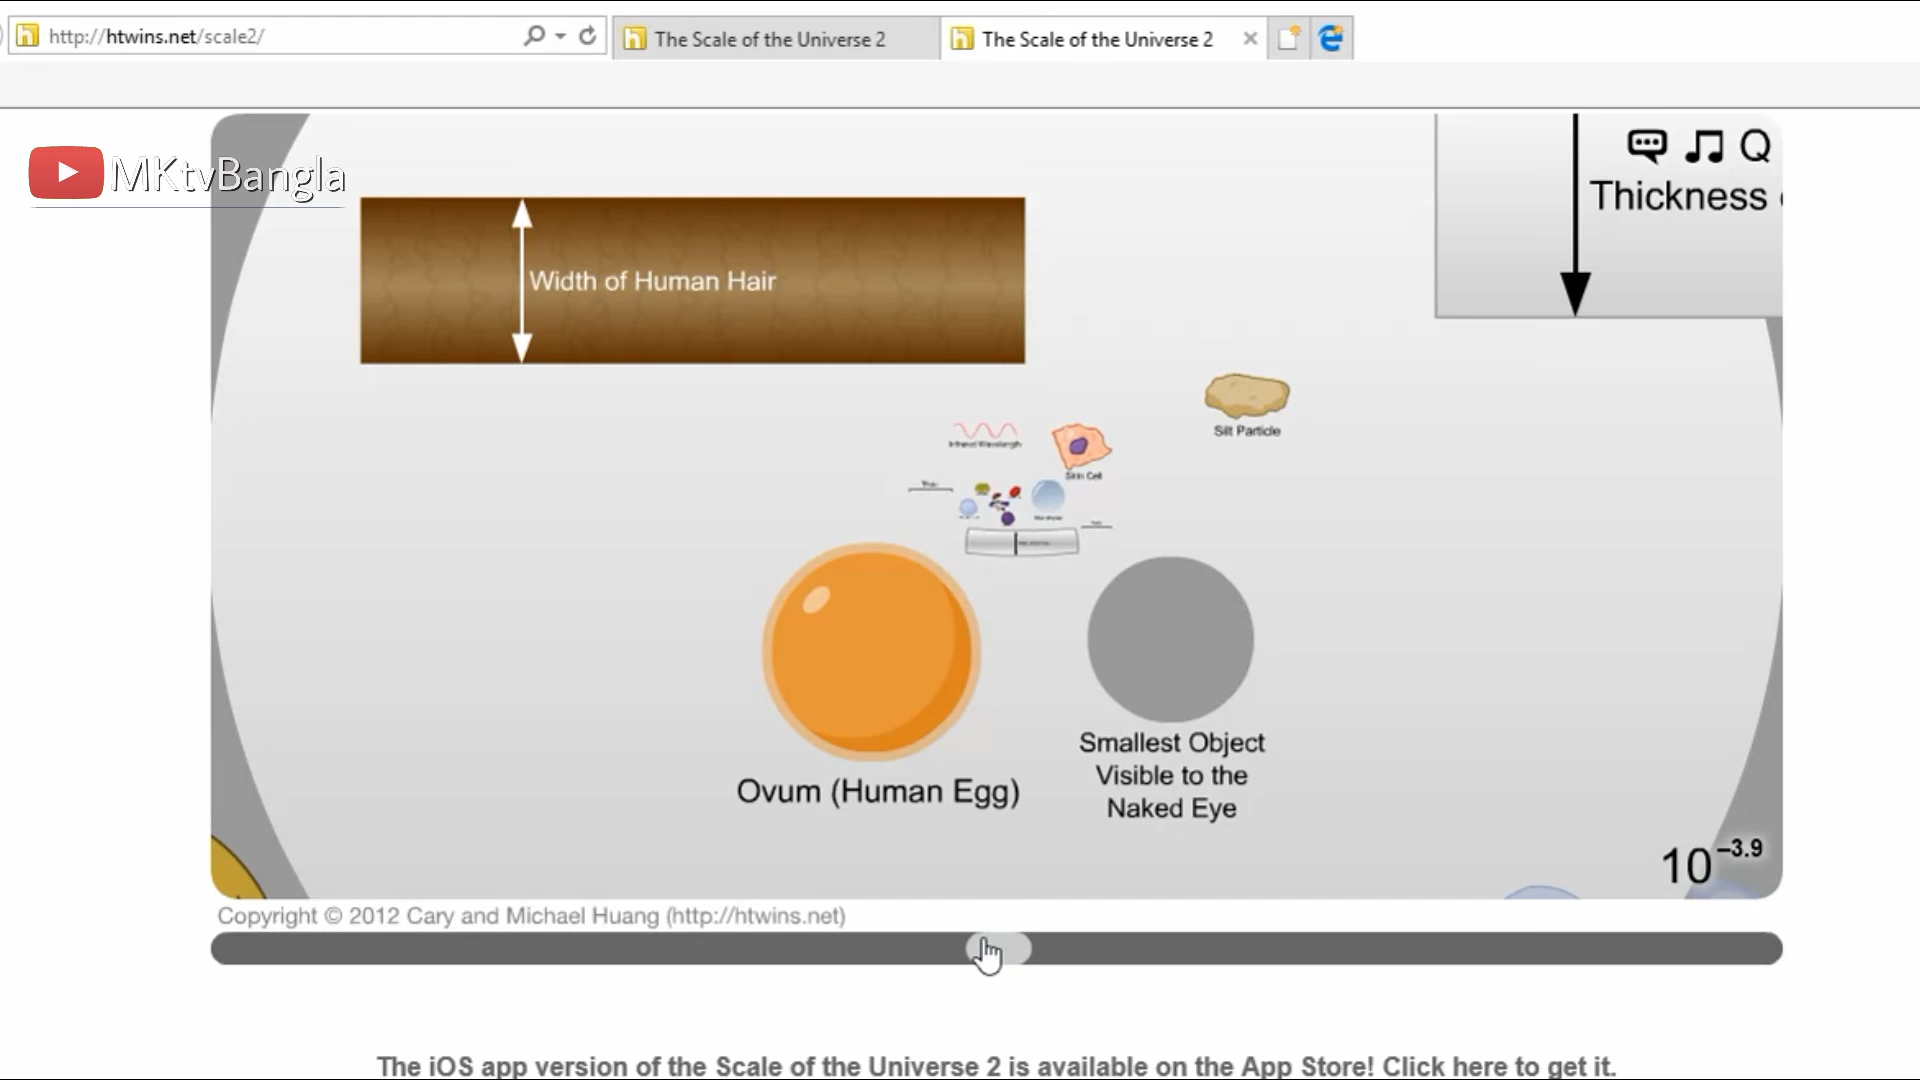 http://htwins.net/scale2/
The Scale of the Universe 2
The Scale of the Universe 2
MKtvBangla
Q
Thickness
Width of Human Hair
Silt Particle
Infrared Wavelength
Skin Cell
Ovum (Human Egg)
Smallest Object
Visible to the
Naked Eye
10^–3.9
Copyright © 2012 Cary and Michael Huang (http://htwins.net)
The iOS app version of the Scale of the Universe 2 is available on the App Store! Click here to get it.